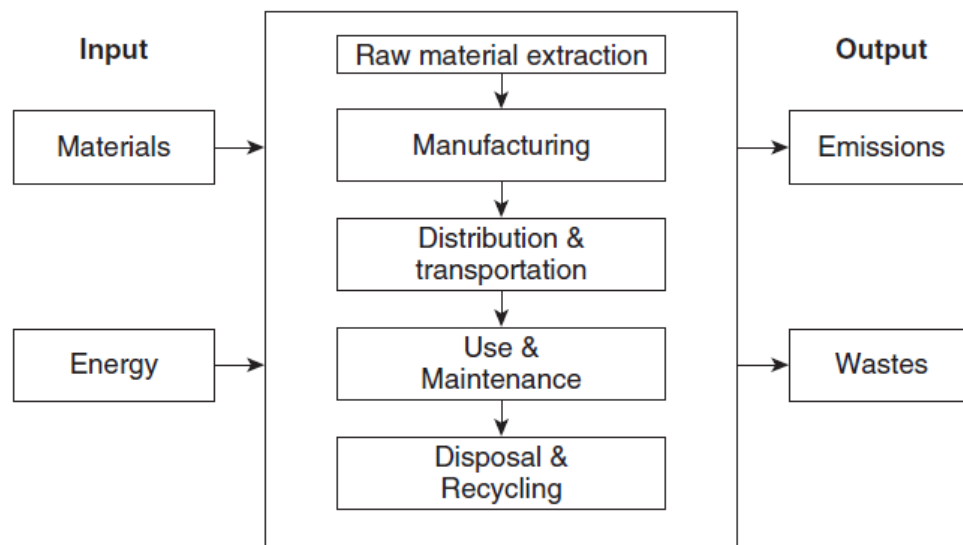 Input
Output
Raw material extraction
Materials
Manufacturing
Emissions
Distribution &
transportation
Energy
Use &
Maintenance
Wastes
Disposal &
Recycling